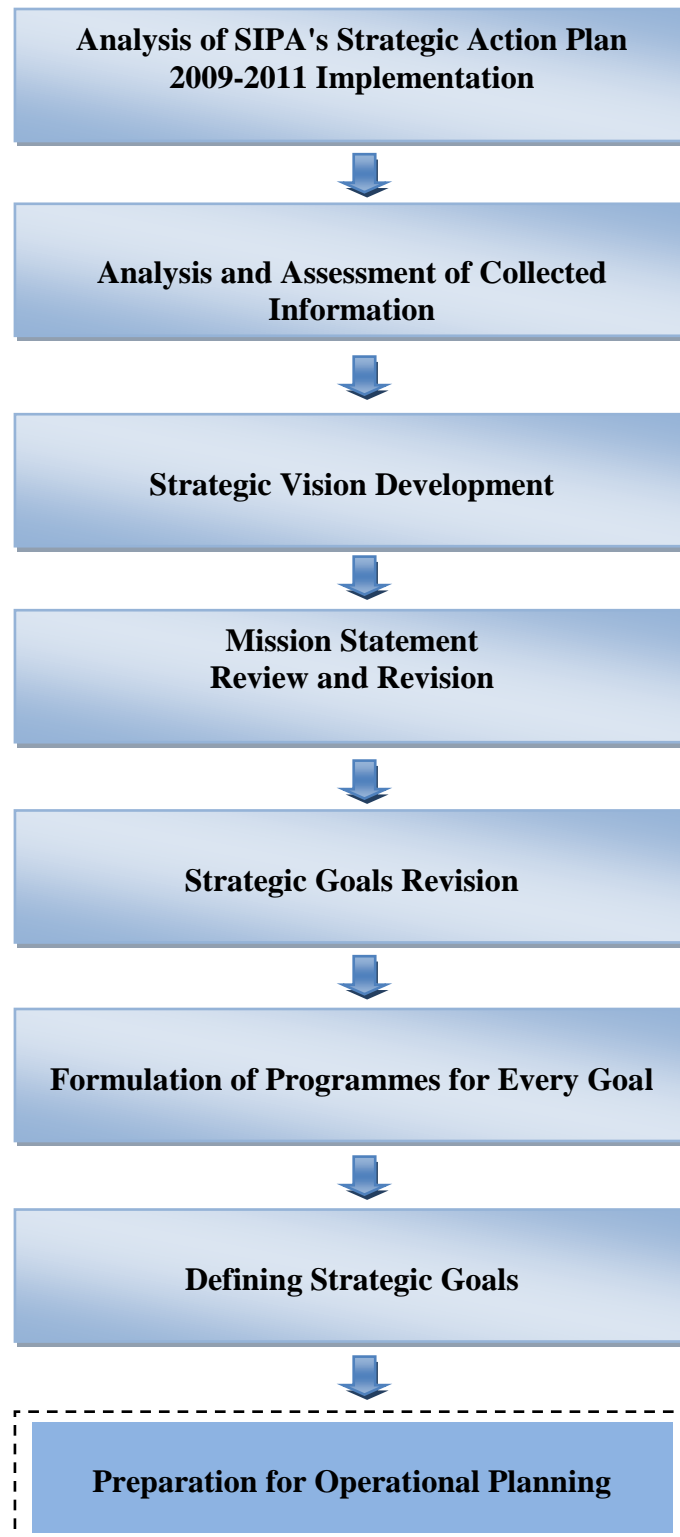 Analysis of SIPA's Strategic Action Plan
2009-2011 Implementation
Analysis and Assessment of Collected
Information
Strategic Vision Development
Mission Statement
Review and Revision
Strategic Goals Revision
Formulation of Programmes for Every Goal
Defining Strategic Goals
Preparation for Operational Planning